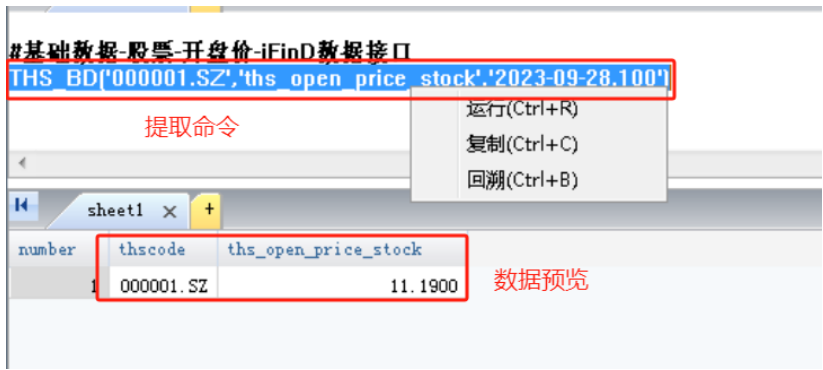 #基础数据-股票-开盘价-iFinD数据接口
THS_BD('000001.SZ','ths_open_price_stock','2023-09-28,100')
提取命令
运行(Ctrl+R)
复制(Ctrl+C)
回溯(Ctrl+B)
sheet1 × +
number thscode ths_open_price_stock
1 000001.SZ 11.1900
数据预览